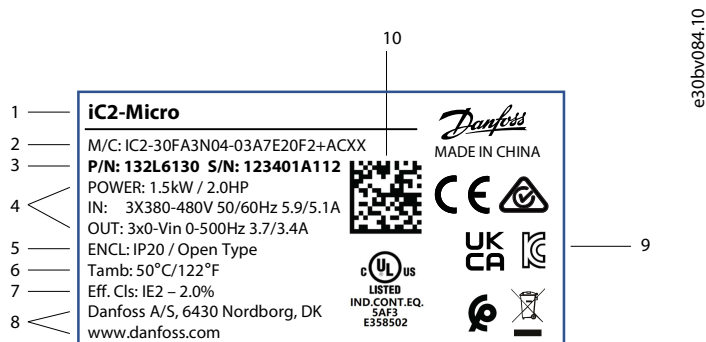 e30bv084.10
10
1
iC2-Micro
2
M/C: IC2-30FA3N04-03A7E20F2+ACXX
3
P/N: 132L6130 S/N: 123401A112
4
POWER: 1.5kW / 2.0HP
IN: 3X380-480V 50/60Hz 5.9/5.1A
OUT: 3x0-Vin 0-500Hz 3.7/3.4A
5
ENCL: IP20 / Open Type
6
Tamb: 50°C/122°F
7
Eff. Cls: IE2 – 2.0%
8
Danfoss A/S, 6430 Nordborg, DK
www.danfoss.com
Danfoss
MADE IN CHINA
CE
UK
CA
9
c UL US
LISTED
IND.CONT.EQ.
5AF3
E358502